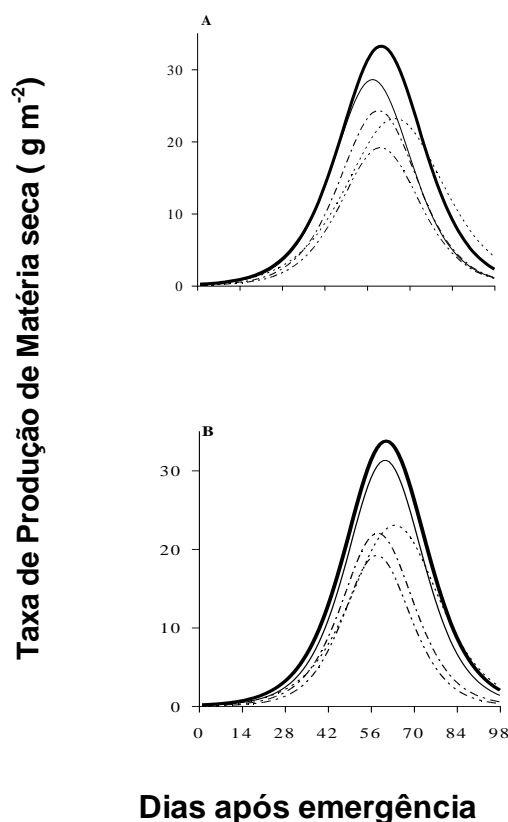 Taxa de Produção de Matéria seca ( g m-2)
A
30
20
10
0
B
30
20
10
0
0 14 28 42 56 70 84 98
Dias após emergência